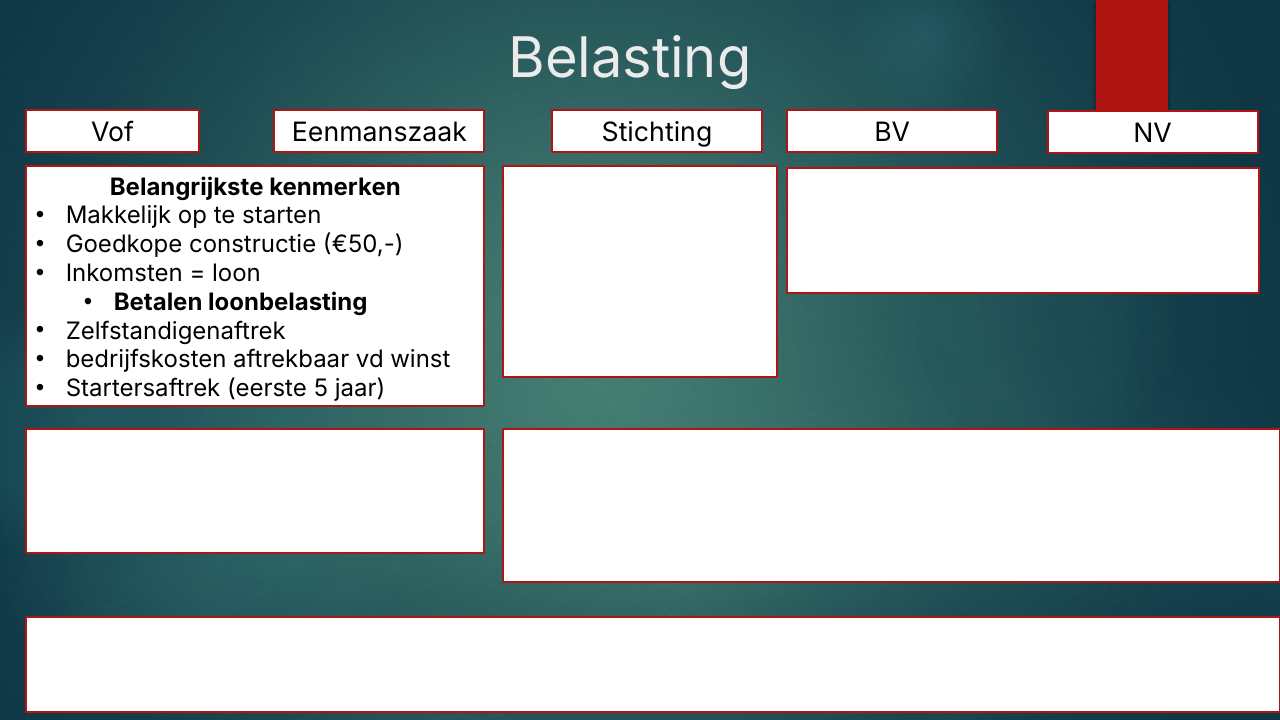 Belasting
Vof
Eenmanszaak
Stichting
BV
NV
Belangrijkste kenmerken
• Makkelijk op te starten
• Goedkope constructie (€50,-)
• Inkomsten = loon
• Betalen loonbelasting
• Zelfstandigenaftrek
• bedrijfskosten aftrekbaar vd winst
• Startersaftrek (eerste 5 jaar)